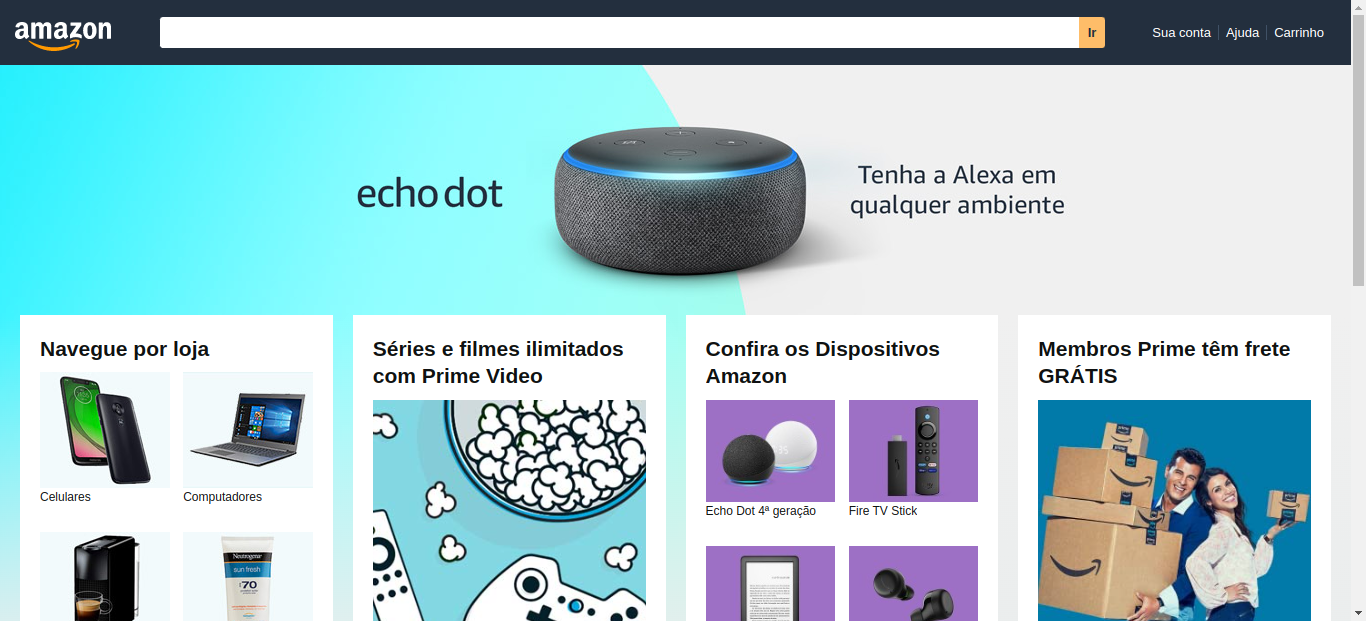 amazon
Ir
Sua conta
Ajuda
Carrinho
echo dot
Tenha a Alexa em
qualquer ambiente
Navegue por loja
Celulares
Computadores
Neutrogena
sun fresh
70
Séries e filmes ilimitados
com Prime Video
Confira os Dispositivos
Amazon
Echo Dot 4ª geração
Fire TV Stick
Membros Prime têm frete
GRÁTIS